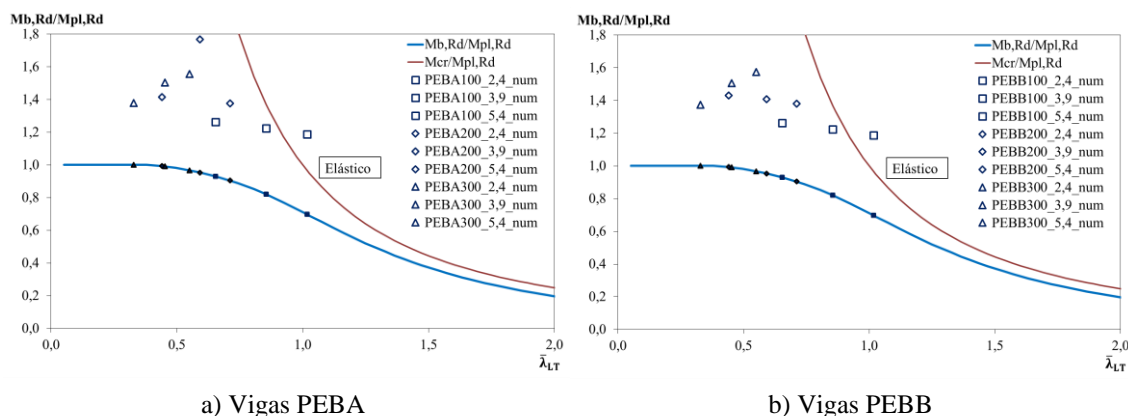 Mb,Rd/Mpl,Rd
1,8
1,6
1,4
1,2
1,0
0,8
0,6
0,4
0,2
0,0
Mb,Rd/Mpl,Rd
Mcr/Mpl,Rd
PEBA100_2,4_num
PEBA100_3,9_num
PEBA100_5,4_num
PEBA200_2,4_num
PEBA200_3,9_num
PEBA200_5,4_num
PEBA300_2,4_num
PEBA300_3,9_num
PEBA300_5,4_num
Elástico
0,0 0,5 1,0 1,5 2,0
λ̄LT
a) Vigas PEBA
Mb,Rd/Mpl,Rd
1,8
1,6
1,4
1,2
1,0
0,8
0,6
0,4
0,2
0,0
Mb,Rd/Mpl,Rd
Mcr/Mpl,Rd
PEBB100_2,4_num
PEBB100_3,9_num
PEBB100_5,4_num
PEBB200_2,4_num
PEBB200_3,9_num
PEBB200_5,4_num
PEBB300_2,4_num
PEBB300_3,9_num
PEBB300_5,4_num
Elástico
0,0 0,5 1,0 1,5 2,0
λ̄LT
b) Vigas PEBB